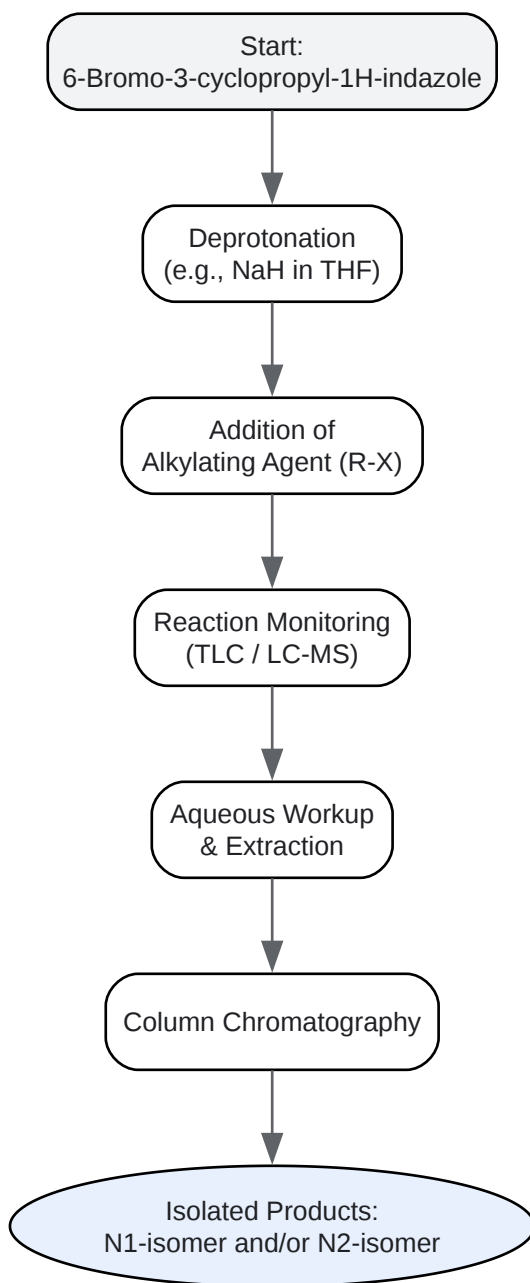 Start:
6-Bromo-3-cyclopropyl-1H-indazole
Deprotonation
(e.g., NaH in THF)
Addition of
Alkylating Agent (R-X)
Reaction Monitoring
(TLC / LC-MS)
Aqueous Workup
& Extraction
Column Chromatography
Isolated Products:
N1-isomer and/or N2-isomer